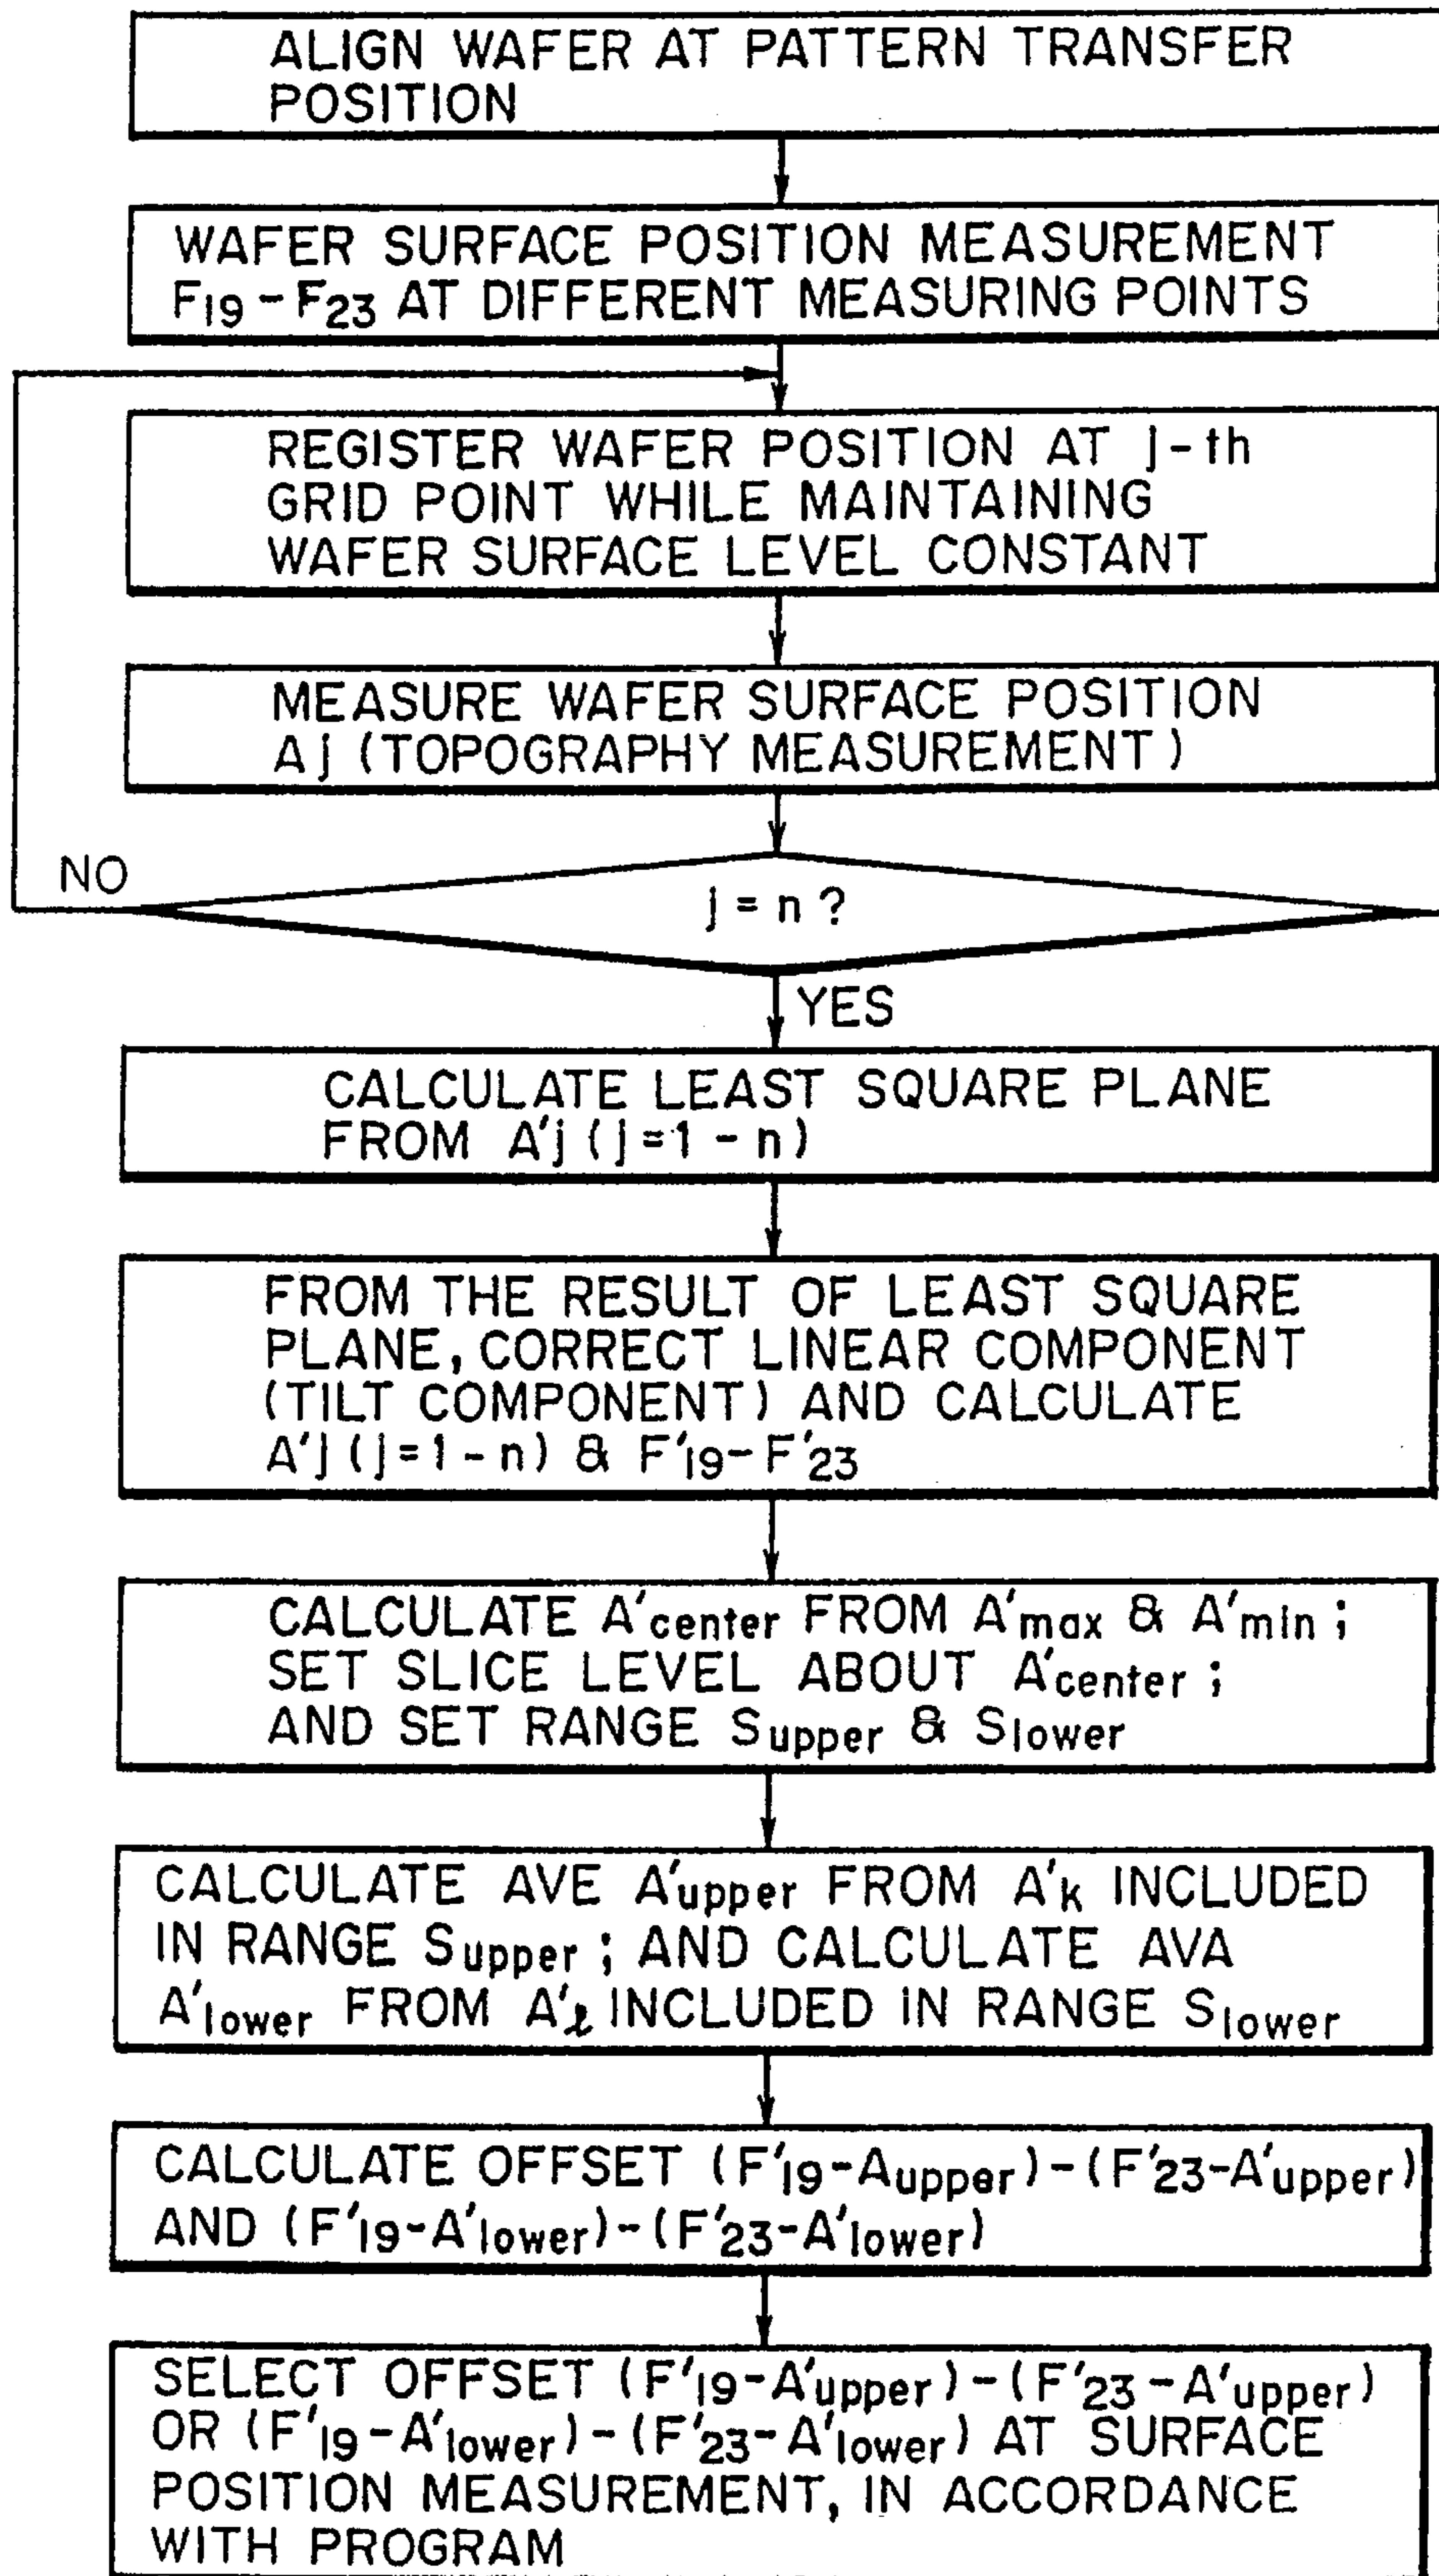 ALIGN WAFER AT PATTERN TRANSFER
POSITION
WAFER SURFACE POSITION MEASUREMENT
F19 - F23 AT DIFFERENT MEASURING POINTS
REGISTER WAFER POSITION AT j-th
GRID POINT WHILE MAINTAINING
WAFER SURFACE LEVEL CONSTANT
MEASURE WAFER SURFACE POSITION
Aj (TOPOGRAPHY MEASUREMENT)
NO
j = n ?
YES
CALCULATE LEAST SQUARE PLANE
FROM A'j (j=1 - n)
FROM THE RESULT OF LEAST SQUARE
PLANE, CORRECT LINEAR COMPONENT
(TILT COMPONENT) AND CALCULATE
A'j (j=1 - n) & F'19-F'23
CALCULATE A'center FROM A'max & A'min ;
SET SLICE LEVEL ABOUT A'center ;
AND SET RANGE Supper & Slower
CALCULATE AVE A'upper FROM A'k INCLUDED
IN RANGE Supper ; AND CALCULATE AVA
A'lower FROM A'ℓ INCLUDED IN RANGE Slower
CALCULATE OFFSET (F'19-Aupper)-(F'23-A'upper)
AND (F'19-A'lower)-(F'23-A'lower)
SELECT OFFSET (F'19-A'upper)-(F'23-A'upper)
OR (F'19-A'lower)-(F'23-A'lower) AT SURFACE
POSITION MEASUREMENT, IN ACCORDANCE
WITH PROGRAM